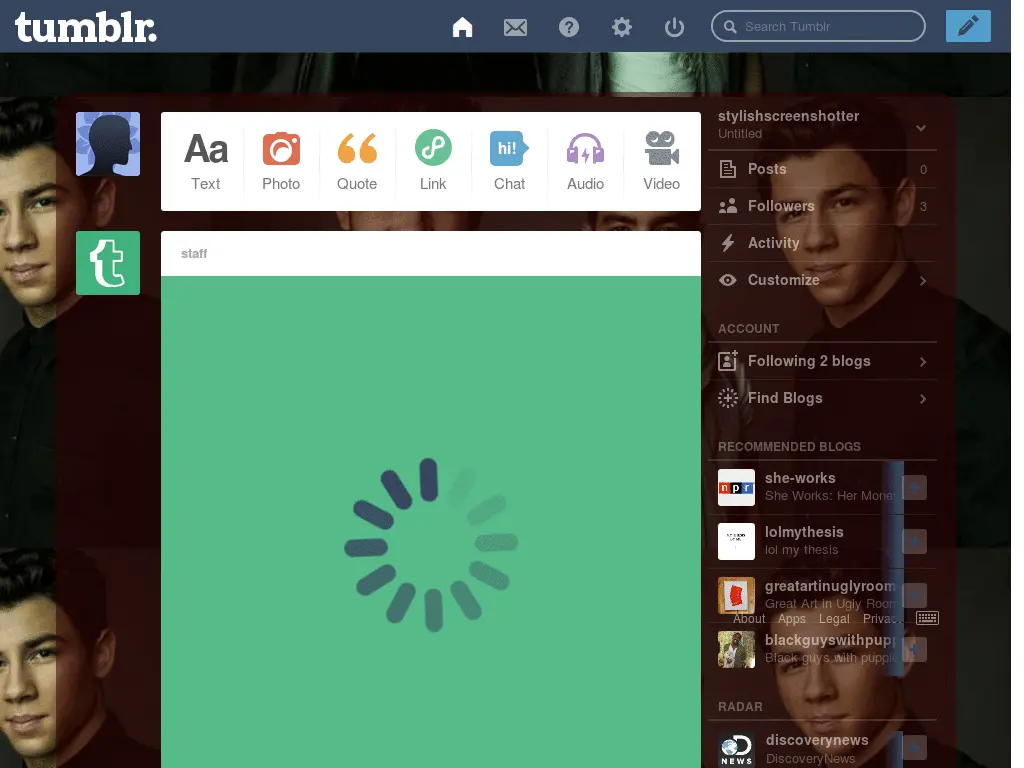 tumblr.
Search Tumblr
Aa
hi!
Text
Photo
Quote
Link
Chat
Audio
Video
stylishscreenshotter
Untitled
Posts 0
Followers 3
Activity
Customize
staff
ACCOUNT
Following 2 blogs
Find Blogs
RECOMMENDED BLOGS
npr
she-works
She Works: Her Mone
lolmythesis
lol my thesis
greatartinuglyroom
Great Art in Ugly Room
About Apps Legal Privac
blackguyswithpupp
Black guys with puppie
RADAR
D
NEWS
discoverynews
DiscoveryNews